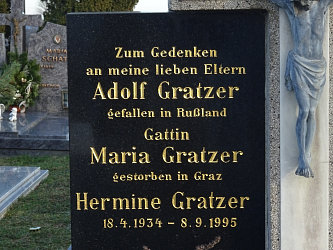 Zum Gedenken
an meine lieben Eltern
Adolf Gratzer
gefallen in Rußland
Gattin
Maria Gratzer
gestorben in Graz
Hermine Gratzer
18.4.1934 – 8.9.1995
MARIA